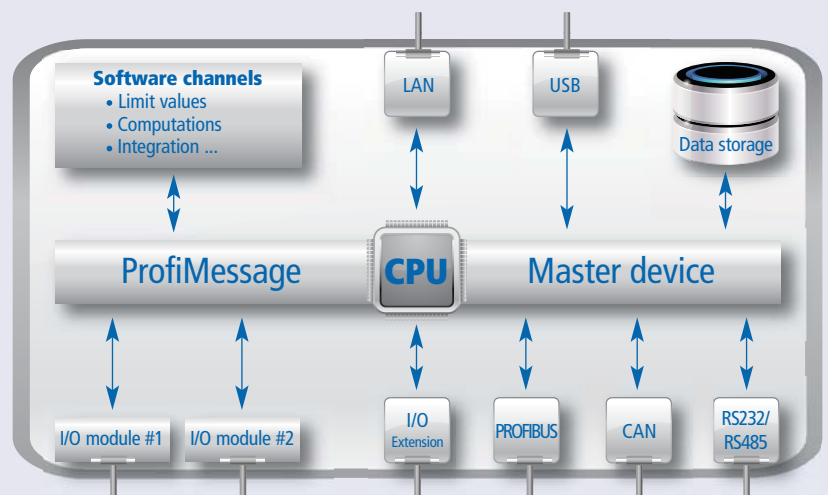 Software channels
• Limit values
• Computations
• Integration ...
LAN
USB
Data storage
ProfiMessage
CPU
Master device
I/O module #1
I/O module #2
I/O
Extension
PROFIBUS
CAN
RS232/
RS485